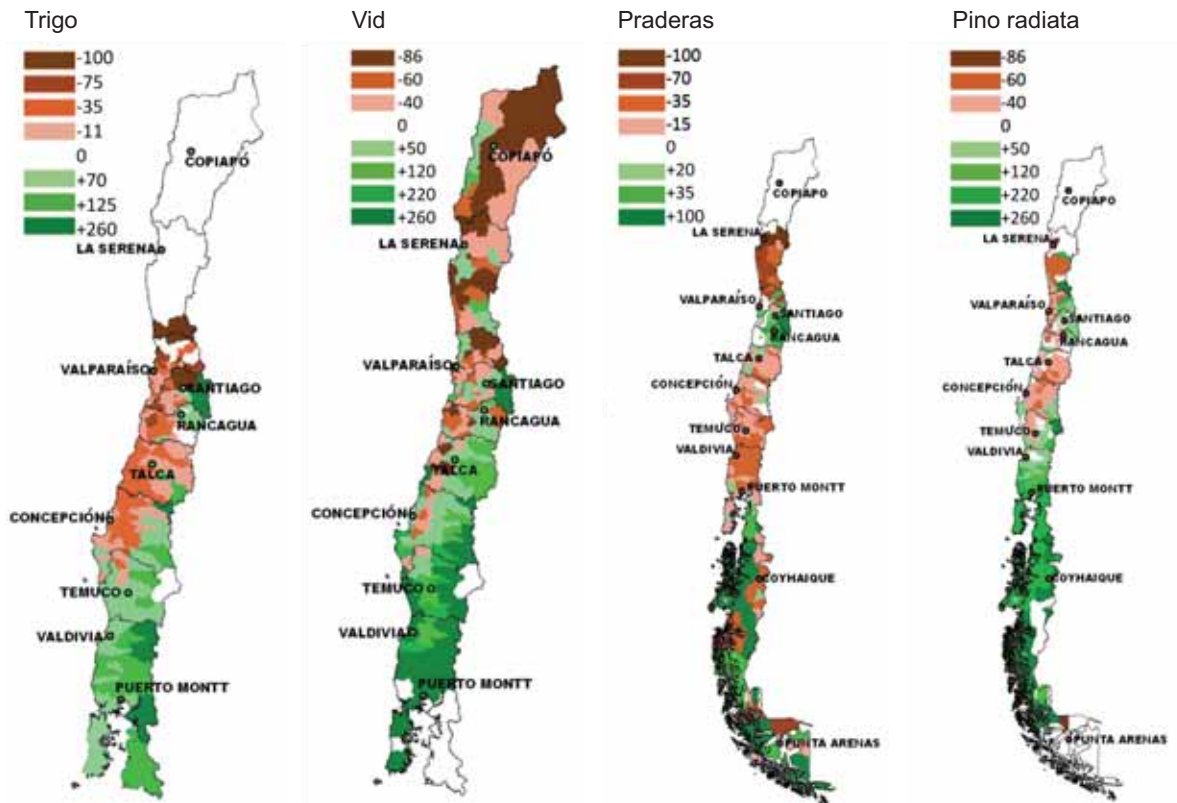 Trigo
-100
-75
-35
-11
0
+70
+125
+260
COPIAPÓ
LA SERENA
VALPARAÍSO
SANTIAGO
RANCAGUA
TALCA
CONCEPCIÓN
TEMUCO
VALDIVIA
PUERTO MONTT
Vid
-86
-60
-40
0
+50
+120
+220
+260
COPIAPÓ
LA SERENA
VALPARAÍSO
SANTIAGO
RANCAGUA
TALCA
CONCEPCIÓN
TEMUCO
VALDIVIA
PUERTO MONTT
Praderas
-100
-70
-35
-15
0
+20
+35
+100
COPIAPO
LA SERENA
VALPARAÍSO
SANTIAGO
RANCAGUA
TALCA
CONCEPCIÓN
TEMUCO
VALDIVIA
PUERTO MONTT
COYHAIQUE
PUNTA ARENAS
Pino radiata
-86
-60
-40
0
+50
+120
+220
+260
COPIAPO
LA SERENA
VALPARAÍSO
SANTIAGO
RANCAGUA
TALCA
CONCEPCIÓN
TEMUCO
VALDIVIA
PUERTO MONTT
COYHAIQUE
PUNTA ARENAS